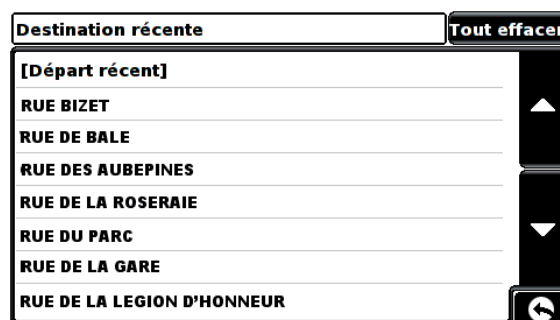 Destination récente
Tout effacer
[Départ récent]
RUE BIZET
RUE DE BALE
RUE DES AUBEPINES
RUE DE LA ROSERAIE
RUE DU PARC
RUE DE LA GARE
RUE DE LA LEGION D'HONNEUR